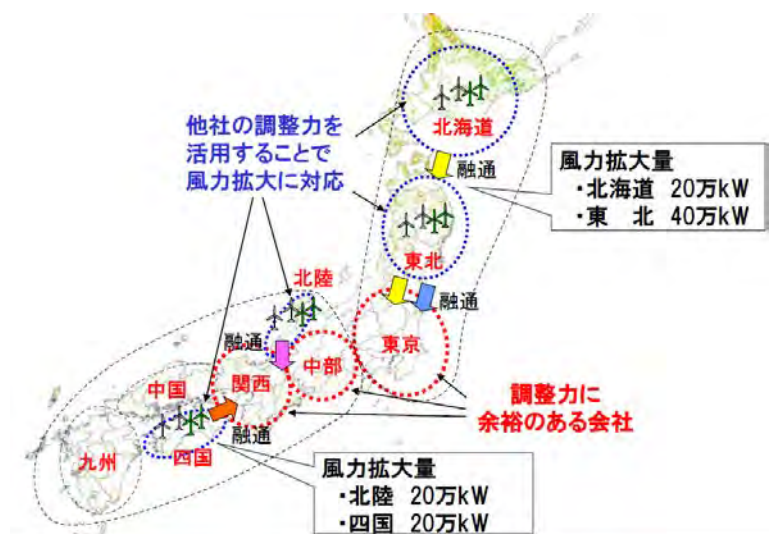 北海道
他社の調整力を
活用することで
風力拡大に対応
融通
風力拡大量
・北海道 20万kW
・東 北 40万kW
東北
北陸
融通
融通
東京
中部
関西
中国
調整力に
余裕のある会社
融通
九州
四国
風力拡大量
・北陸 20万kW
・四国 20万kW